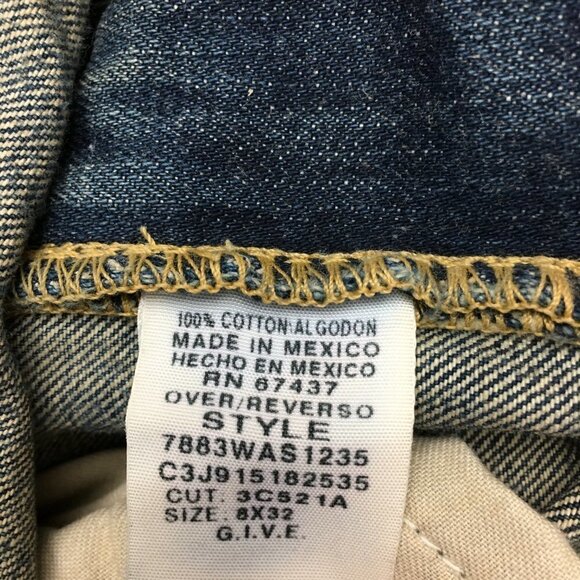 100% COTTON/ALGODON
MADE IN MEXICO
HECHO EN MEXICO
RN 67437
OVER/REVERSO
STYLE
7883WAS1235
C3J915182535
CUT. 3C521A
SIZE. 8X32
G.I.V.E.